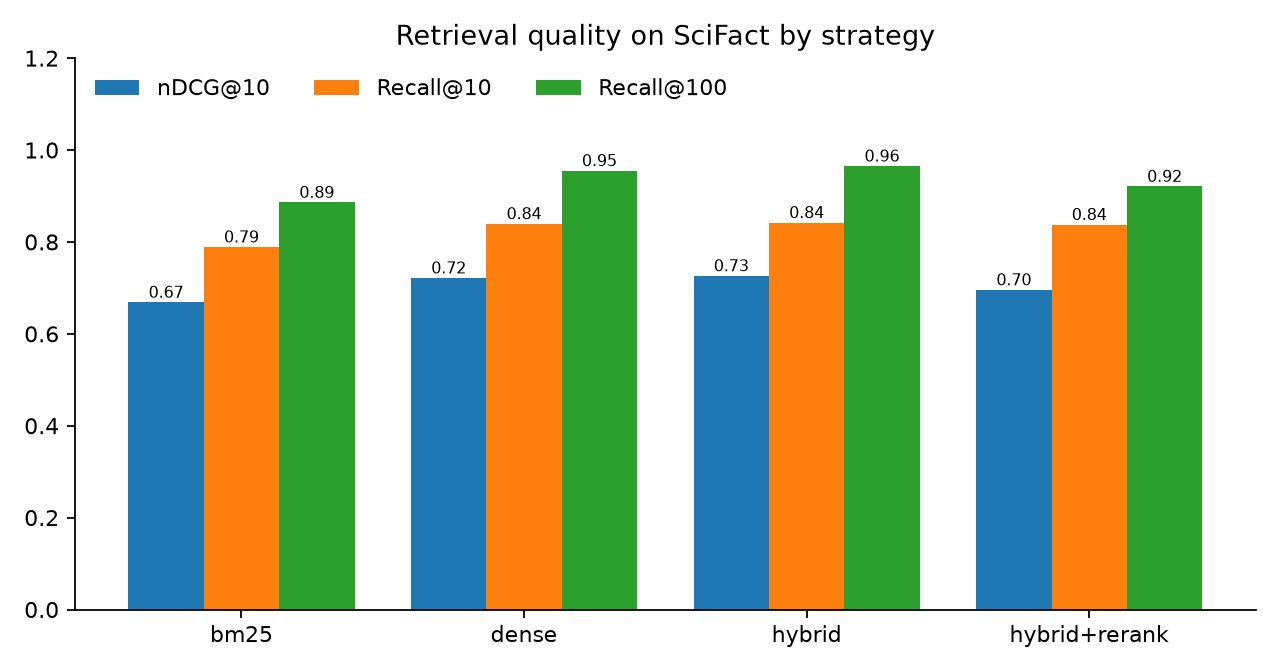 Retrieval quality on SciFact by strategy
1.2
nDCG@10 Recall@10 Recall@100
1.0
0.8
0.6
0.4
0.2
0.0
0.67 0.79 0.89
0.72 0.84 0.95
0.73 0.84 0.96
0.70 0.84 0.92
bm25 dense hybrid hybrid+rerank